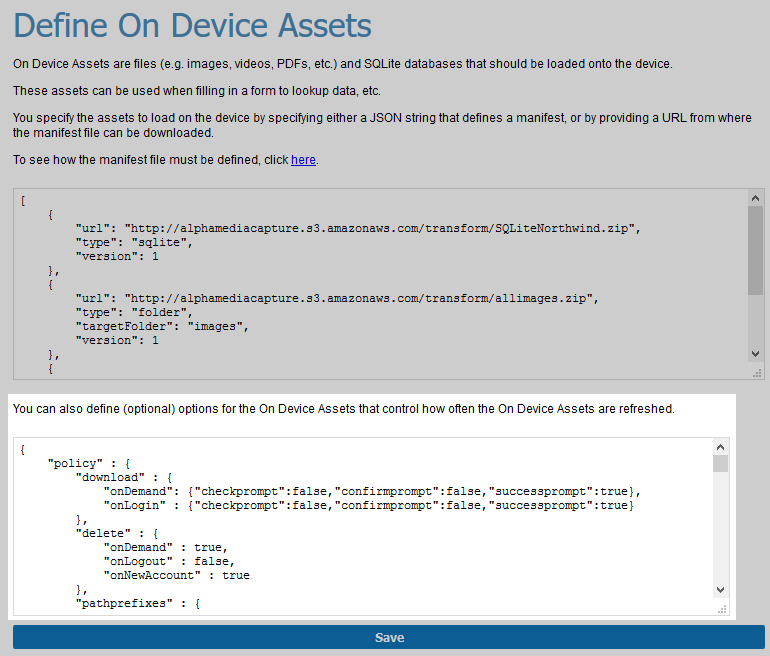 Define On Device Assets
On Device Assets are files (e.g. images, videos, PDFs, etc.) and SQLite databases that should be loaded onto the device.
These assets can be used when filling in a form to lookup data, etc.
You specify the assets to load on the device by specifying either a JSON string that defines a manifest, or by providing a URL from where
the manifest file can be downloaded.
To see how the manifest file must be defined, click here.
[
    {
        "url": "http://alphamediacapture.s3.amazonaws.com/transform/SQLiteNorthwind.zip",
        "type": "sqlite",
        "version": 1
    },
    {
        "url": "http://alphamediacapture.s3.amazonaws.com/transform/allimages.zip",
        "type": "folder",
        "targetFolder": "images",
        "version": 1
    },
    {
You can also define (optional) options for the On Device Assets that control how often the On Device Assets are refreshed.
{
    "policy" : {
        "download" : {
            "onDemand": {"checkprompt":false,"confirmprompt":false,"successprompt":true},
            "onLogin" : {"checkprompt":false,"confirmprompt":false,"successprompt":true}
        },
        "delete" : {
            "onDemand" : true,
            "onLogout" : false,
            "onNewAccount" : true
        },
        "pathprefixes" : {
Save